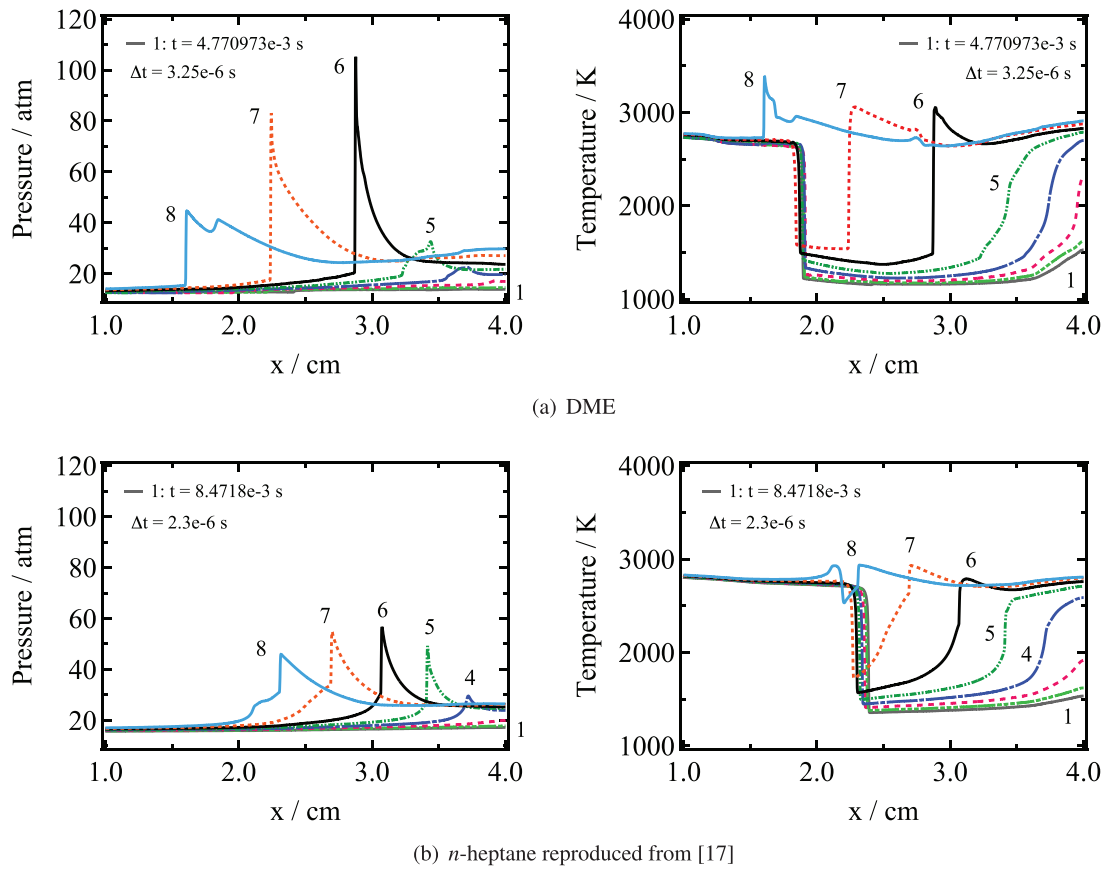 120
100
80
60
40
20
Pressure / atm
1: t = 4.770973e-3 s
Δt = 3.25e-6 s
6
7
8
5
1
1.0 2.0 3.0 4.0
x / cm
4000
3000
2000
1000
Temperature / K
1: t = 4.770973e-3 s
Δt = 3.25e-6 s
8
7
6
5
1
1.0 2.0 3.0 4.0
x / cm
(a) DME
120
100
80
60
40
20
Pressure / atm
1: t = 8.4718e-3 s
Δt = 2.3e-6 s
8
7
6
5
4
1
1.0 2.0 3.0 4.0
x / cm
4000
3000
2000
1000
Temperature / K
1: t = 8.4718e-3 s
Δt = 2.3e-6 s
8
7
6
5
4
1
1.0 2.0 3.0 4.0
x / cm
(b) n-heptane reproduced from [17]